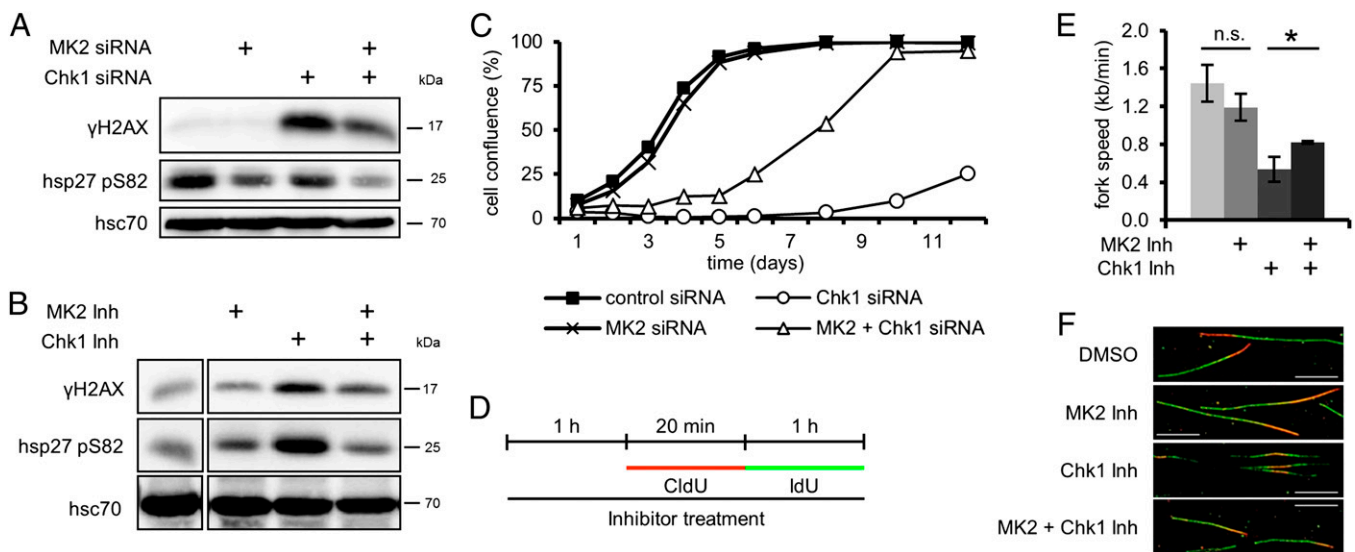 A
MK2 siRNA + +
Chk1 siRNA + +
kDa
γH2AX 17
hsp27 pS82 25
hsc70 70
B
MK2 Inh + +
Chk1 Inh + +
kDa
γH2AX 17
hsp27 pS82 25
hsc70 70
C
cell confluence (%)
100
75
50
25
0
1 3 5 7 9 11
time (days)
control siRNA Chk1 siRNA
MK2 siRNA MK2 + Chk1 siRNA
D
1 h 20 min 1 h
CldU IdU
Inhibitor treatment
E
fork speed (kb/min)
2.0
1.6
1.2
0.8
0.4
0.0
n.s. *
MK2 Inh + +
Chk1 Inh + +
F
DMSO
MK2 Inh
Chk1 Inh
MK2 + Chk1 Inh